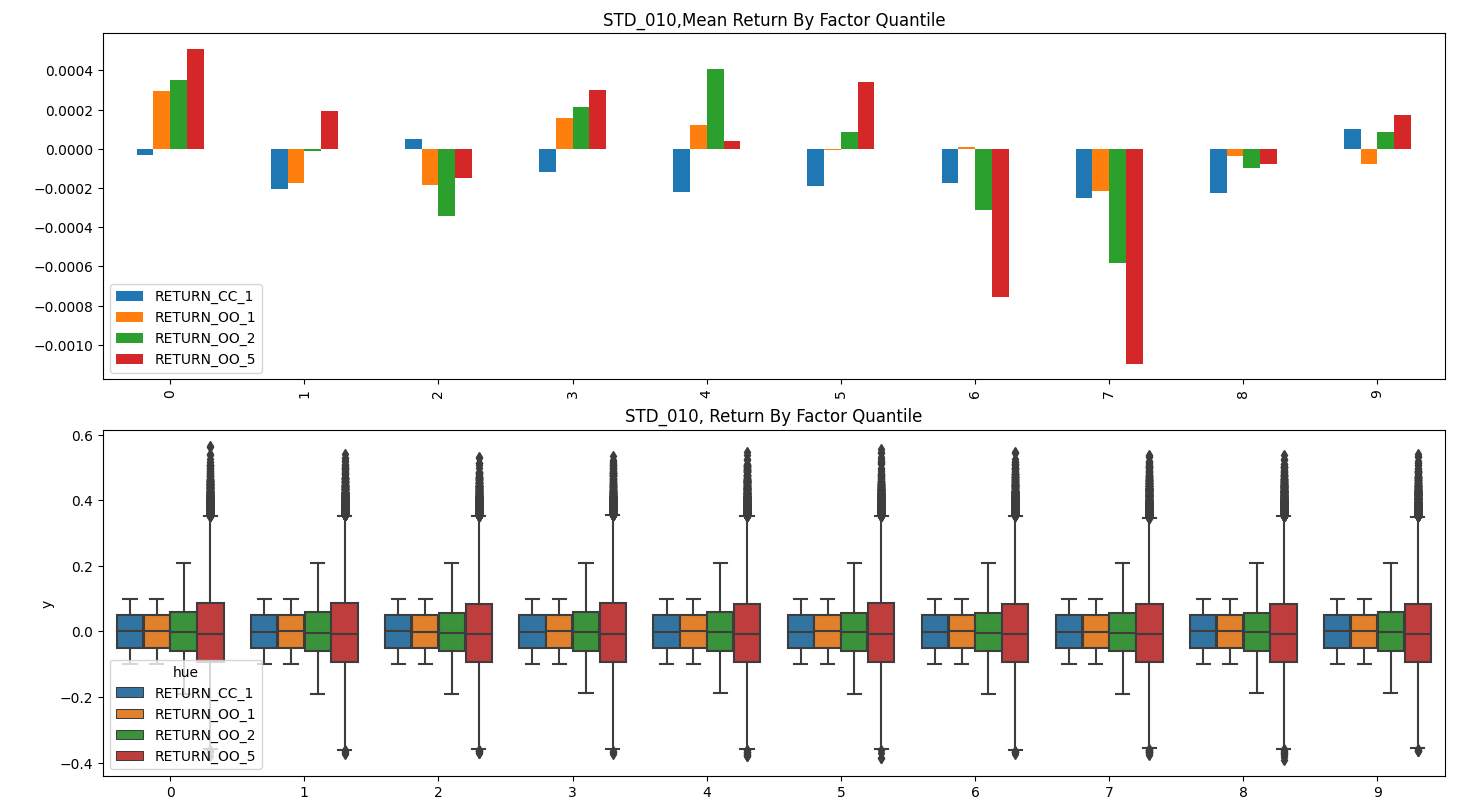 STD_010,Mean Return By Factor Quantile
0.0004
0.0002
0.0000
−0.0002
−0.0004
−0.0006
−0.0008
−0.0010
RETURN_CC_1
RETURN_OO_1
RETURN_OO_2
RETURN_OO_5
0 1 2 3 4 5 6 7 8 9
STD_010, Return By Factor Quantile
0.6
0.4
0.2
0.0
−0.2
−0.4
y
hue
RETURN_CC_1
RETURN_OO_1
RETURN_OO_2
RETURN_OO_5
0 1 2 3 4 5 6 7 8 9